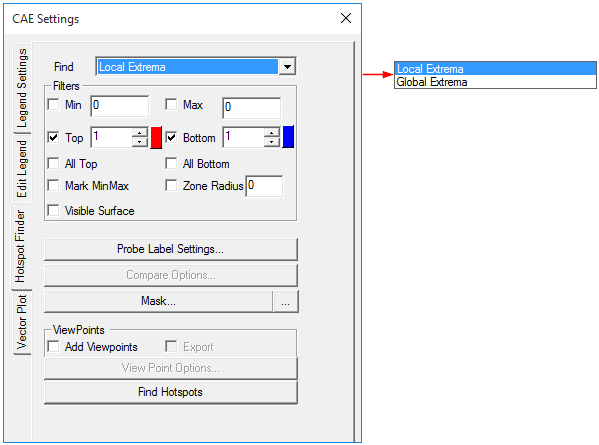 CAE Settings
Legend Settings
Edit Legend
Hotspot Finder
Vector Plot
Find Local Extrema
Local Extrema
Global Extrema
Filters
Min 0 Max 0
Top 1 Bottom 1
All Top All Bottom
Mark MinMax Zone Radius 0
Visible Surface
Probe Label Settings...
Compare Options...
Mask... ...
ViewPoints
Add Viewpoints Export
View Point Options...
Find Hotspots